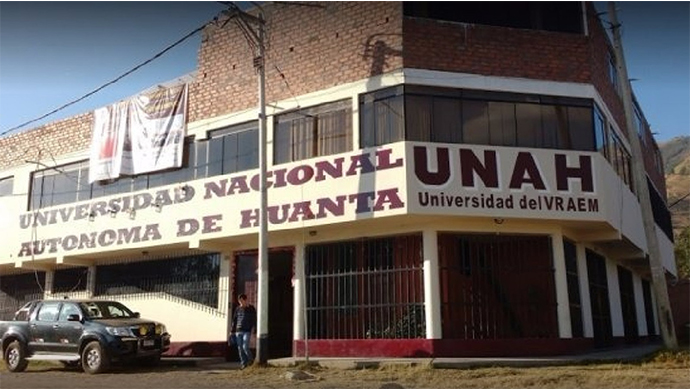 UNIVERSIDAD NACIONAL
AUTONOMA DE HUANTA
UNAH
Universidad del VRAEM